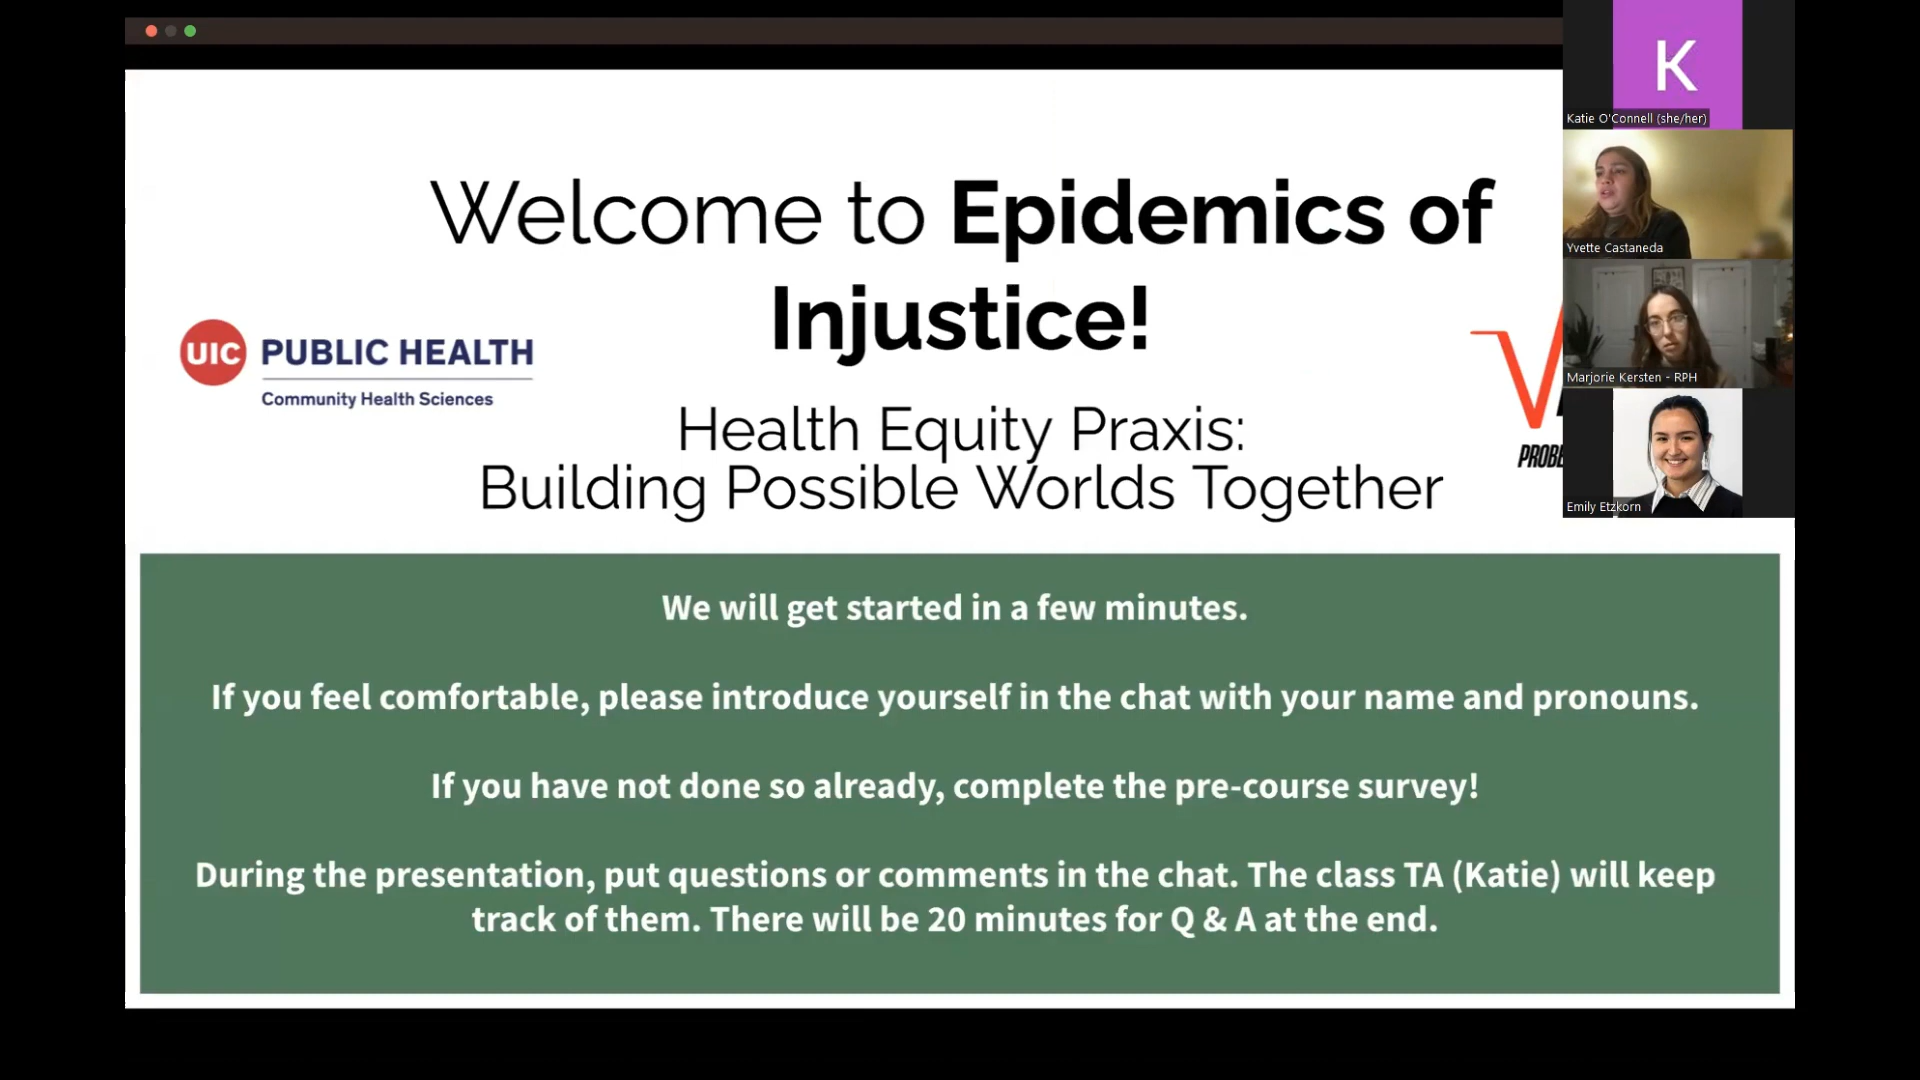 Welcome to Epidemics of
Injustice!
UIC PUBLIC HEALTH
Community Health Sciences
Health Equity Praxis:
Building Possible Worlds Together
We will get started in a few minutes.
If you feel comfortable, please introduce yourself in the chat with your name and pronouns.
If you have not done so already, complete the pre-course survey!
During the presentation, put questions or comments in the chat. The class TA (Katie) will keep
track of them. There will be 20 minutes for Q & A at the end.
K
Katie O'Connell (she/her)
Yvette Castaneda
Marjorie Kersten - RPH
Emily Etzkorn